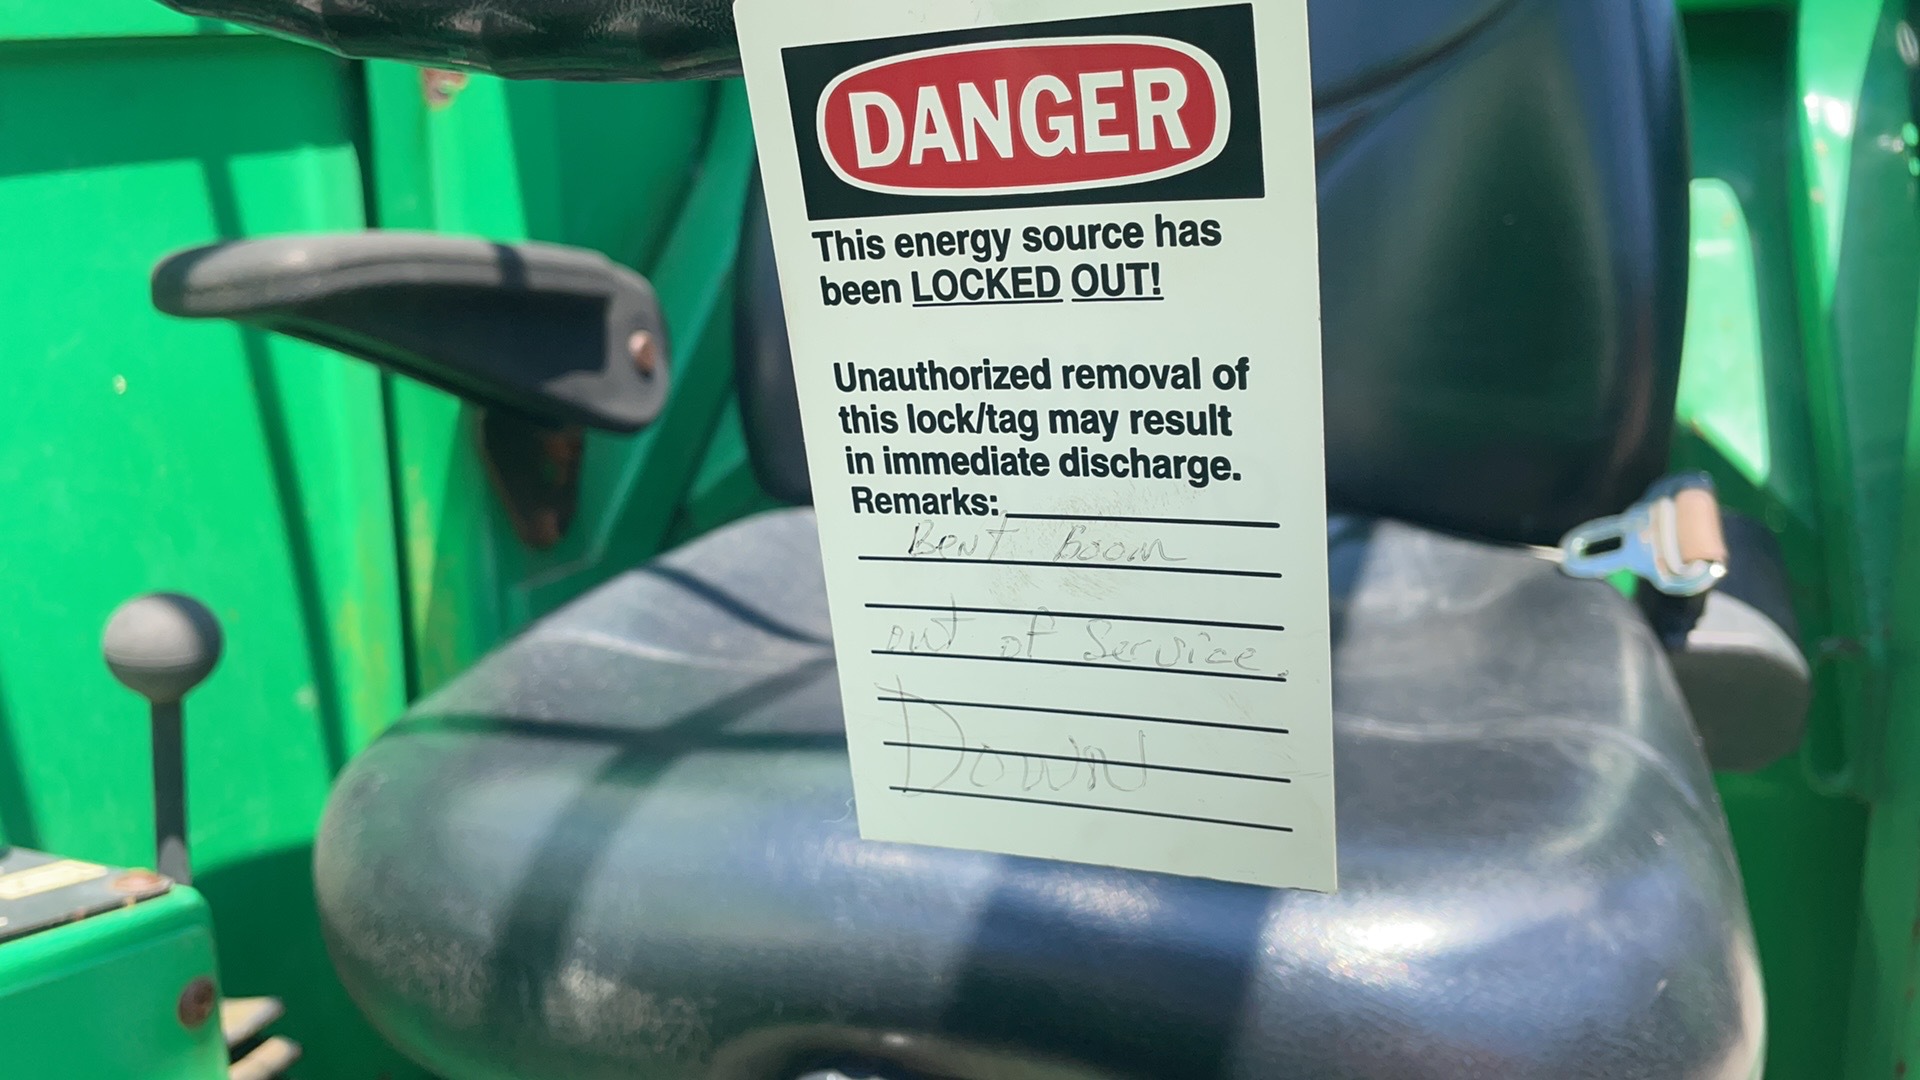 DANGER
This energy source has
been LOCKED OUT!
Unauthorized removal of
this lock/tag may result
in immediate discharge.
Remarks:
Bent Boom
out of Service
Down